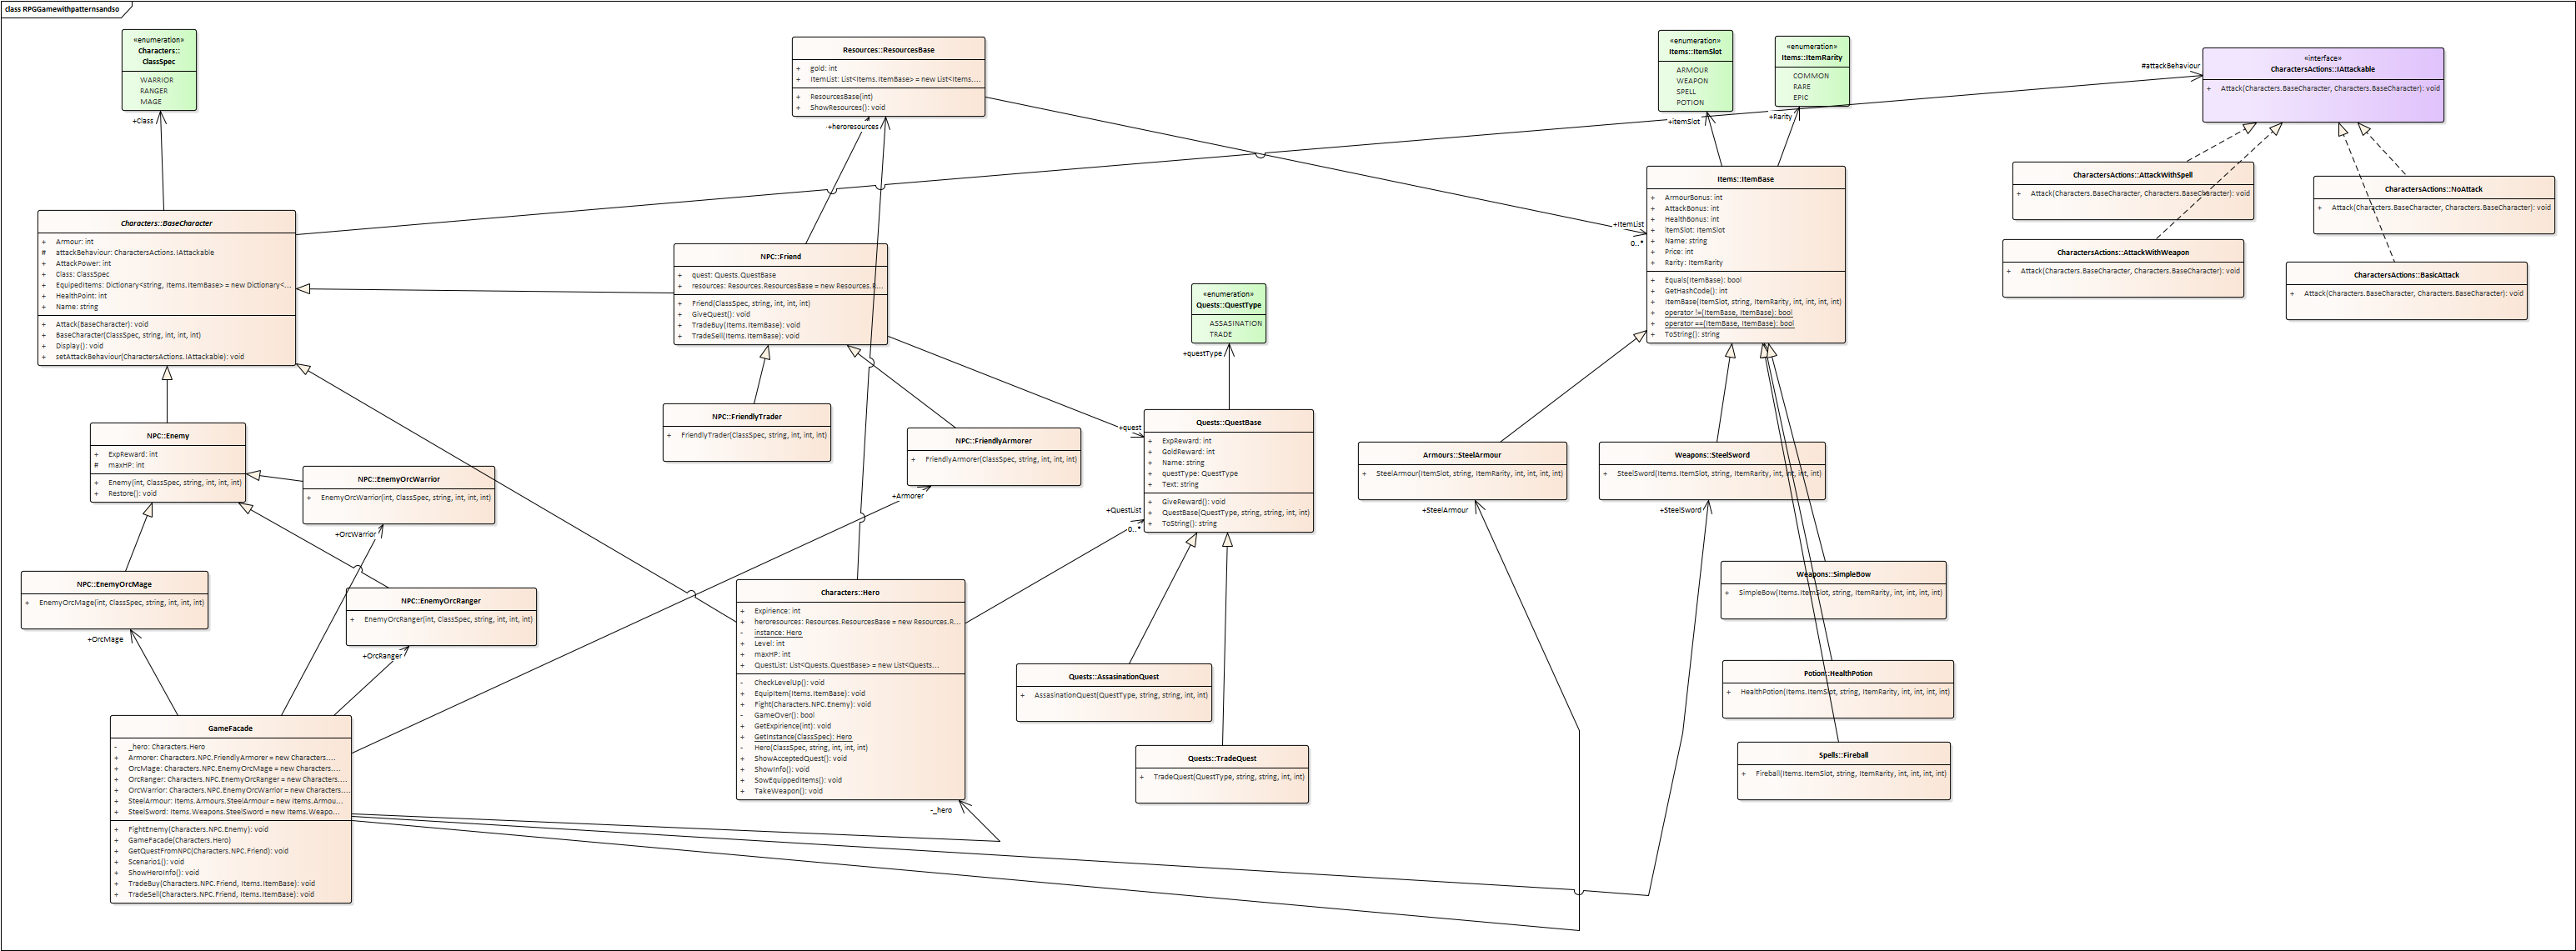 class RPGGamewithpatternsandso
«enumeration»
Characters::
ClassSpec
WARRIOR
RANGER
MAGE
+Class
Resources::ResourcesBase
+ gold: int
+ ItemList: List<Items.ItemBase> = new List<Items....
+ ResourcesBase(int)
+ ShowResources(): void
+heroresources
«enumeration»
Items::ItemSlot
ARMOUR
WEAPON
SPELL
POTION
+itemSlot
«enumeration»
Items::ItemRarity
COMMON
RARE
EPIC
+Rarity
#attackBehaviour
«interface»
CharactersActions::IAttackable
+ Attack(Characters.BaseCharacter, Characters.BaseCharacter): void
CharactersActions::AttackWithSpell
+ Attack(Characters.BaseCharacter, Characters.BaseCharacter): void
CharactersActions::NoAttack
+ Attack(Characters.BaseCharacter, Characters.BaseCharacter): void
CharactersActions::AttackWithWeapon
+ Attack(Characters.BaseCharacter, Characters.BaseCharacter): void
CharactersActions::BasicAttack
+ Attack(Characters.BaseCharacter, Characters.BaseCharacter): void
Characters::BaseCharacter
+ Armour: int
# attackBehaviour: CharactersActions.IAttackable
+ AttackPower: int
+ Class: ClassSpec
+ EquipedItems: Dictionary<string, Items.ItemBase> = new Dictionary<...
+ HealthPoint: int
+ Name: string
+ Attack(BaseCharacter): void
+ BaseCharacter(ClassSpec, string, int, int, int)
+ Display(): void
+ setAttackBehaviour(CharactersActions.IAttackable): void
NPC::Friend
+ quest: Quests.QuestBase
+ resources: Resources.ResourcesBase = new Resources.R...
+ Friend(ClassSpec, string, int, int, int)
+ GiveQuest(): void
+ TradeBuy(Items.ItemBase): void
+ TradeSell(Items.ItemBase): void
+ItemList
0..*
Items::ItemBase
+ ArmourBonus: int
+ AttackBonus: int
+ HealthBonus: int
+ itemSlot: ItemSlot
+ Name: string
+ Price: int
+ Rarity: ItemRarity
+ Equals(ItemBase): bool
+ GetHashCode(): int
+ ItemBase(ItemSlot, string, ItemRarity, int, int, int, int)
+ operator !=(ItemBase, ItemBase): bool
+ operator ==(ItemBase, ItemBase): bool
+ ToString(): string
«enumeration»
Quests::QuestType
ASSASINATION
TRADE
+questType
NPC::FriendlyTrader
+ FriendlyTrader(ClassSpec, string, int, int, int)
NPC::FriendlyArmorer
+ FriendlyArmorer(ClassSpec, string, int, int, int)
+Armorer
+quest
Quests::QuestBase
+ ExpReward: int
+ GoldReward: int
+ Name: string
+ questType: QuestType
+ Text: string
+ GiveReward(): void
+ QuestBase(QuestType, string, string, int, int)
+ ToString(): string
+QuestList
0..*
NPC::Enemy
+ ExpReward: int
# maxHP: int
+ Enemy(int, ClassSpec, string, int, int, int)
+ Restore(): void
NPC::EnemyOrcWarrior
+ EnemyOrcWarrior(int, ClassSpec, string, int, int, int)
+OrcWarrior
Armours::SteelArmour
+ SteelArmour(ItemSlot, string, ItemRarity, int, int, int, int)
+SteelArmour
Weapons::SteelSword
+ SteelSword(Items.ItemSlot, string, ItemRarity, int, int, int, int)
+SteelSword
NPC::EnemyOrcMage
+ EnemyOrcMage(int, ClassSpec, string, int, int, int)
+OrcMage
NPC::EnemyOrcRanger
+ EnemyOrcRanger(int, ClassSpec, string, int, int, int)
+OrcRanger
Weapons::SimpleBow
+ SimpleBow(Items.ItemSlot, string, ItemRarity, int, int, int, int)
Characters::Hero
+ Expirience: int
+ heroresources: Resources.ResourcesBase = new Resources.R...
- instance: Hero
+ Level: int
+ maxHP: int
+ QuestList: List<Quests.QuestBase> = new List<Quests...
- CheckLevelUp(): void
+ EquipItem(Items.ItemBase): void
+ Fight(Characters.NPC.Enemy): void
- GameOver(): bool
+ GetExpirience(int): void
+ GetInstance(ClassSpec): Hero
- Hero(ClassSpec, string, int, int, int)
+ ShowAcceptedQuest(): void
+ ShowInfo(): void
+ SowEquippedItems(): void
+ TakeWeapon(): void
-_hero
Quests::AssasinationQuest
+ AssasinationQuest(QuestType, string, string, int, int)
Potion::HealthPotion
+ HealthPotion(Items.ItemSlot, string, ItemRarity, int, int, int, int)
Quests::TradeQuest
+ TradeQuest(QuestType, string, string, int, int)
Spells::Fireball
+ Fireball(Items.ItemSlot, string, ItemRarity, int, int, int, int)
GameFacade
- _hero: Characters.Hero
+ Armorer: Characters.NPC.FriendlyArmorer = new Characters....
+ OrcMage: Characters.NPC.EnemyOrcMage = new Characters....
+ OrcRanger: Characters.NPC.EnemyOrcRanger = new Characters....
+ OrcWarrior: Characters.NPC.EnemyOrcWarrior = new Characters....
+ SteelArmour: Items.Armours.SteelArmour = new Items.Armou...
+ SteelSword: Items.Weapons.SteelSword = new Items.Weapo...
+ FightEnemy(Characters.NPC.Enemy): void
+ GameFacade(Characters.Hero)
+ GetQuestFromNPC(Characters.NPC.Friend): void
+ Scenario1(): void
+ ShowHeroInfo(): void
+ TradeBuy(Characters.NPC.Friend, Items.ItemBase): void
+ TradeSell(Characters.NPC.Friend, Items.ItemBase): void